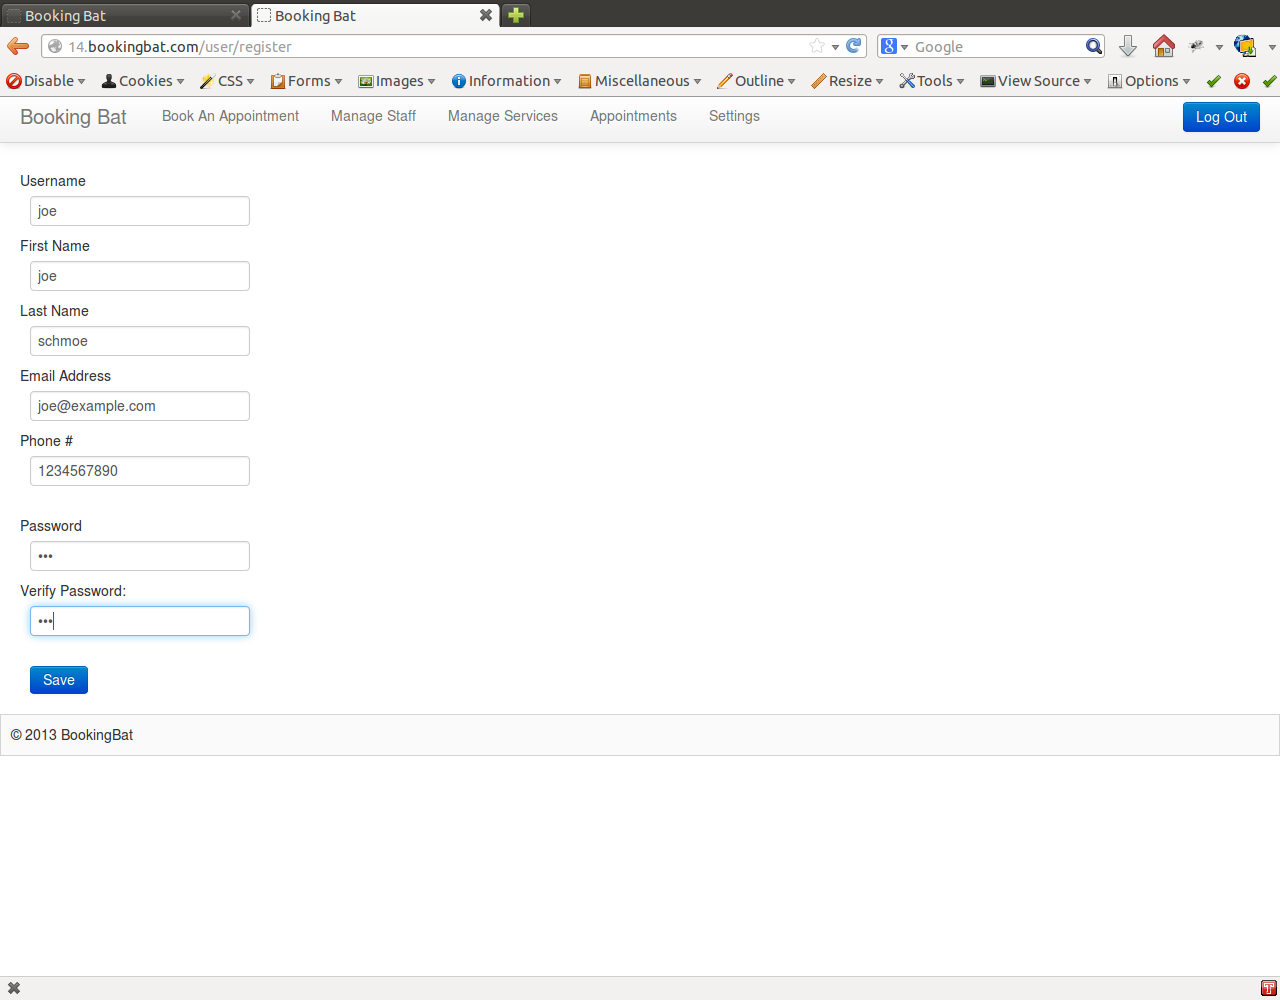 Booking Bat
Booking Bat
14.bookingbat.com/user/register
Google
Disable Cookies CSS Forms Images Information Miscellaneous Outline Resize Tools View Source Options
Booking Bat Book An Appointment Manage Staff Manage Services Appointments Settings Log Out
Username
joe
First Name
joe
Last Name
schmoe
Email Address
joe@example.com
Phone #
1234567890
Password
•••
Verify Password:
•••
Save
© 2013 BookingBat